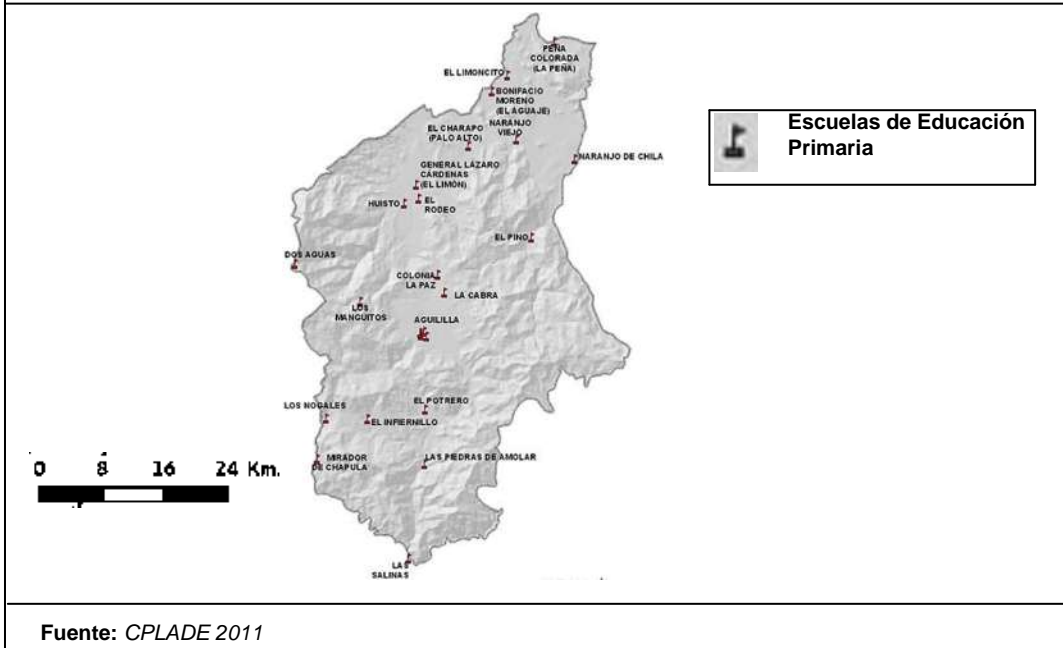 PEÑA
COLORADA
(LA PEÑA)
EL LIMONCITO
BONIFACIO
MORENO
(EL AGUAJE)
EL CHARAPO
(PALO ALTO)
NARANJO
VIEJO
NARANJO DE CHILA
GENERAL LÁZARO
CÁRDENAS
(EL LIMÓN)
HUISTO
EL
RODEO
EL PINO
DOS AGUAS
COLONIA
LA PAZ
LA CABRA
LOS
MANGUITOS
AGUILILLA
EL POTRERO
LOS NOGALES
EL INFIERNILLO
MIRADOR
DE CHAPULA
LAS PIEDRAS DE AMOLAR
LAS
SALINAS
Escuelas de Educación
Primaria
0 8 16 24 Km.
Fuente: CPLADE 2011